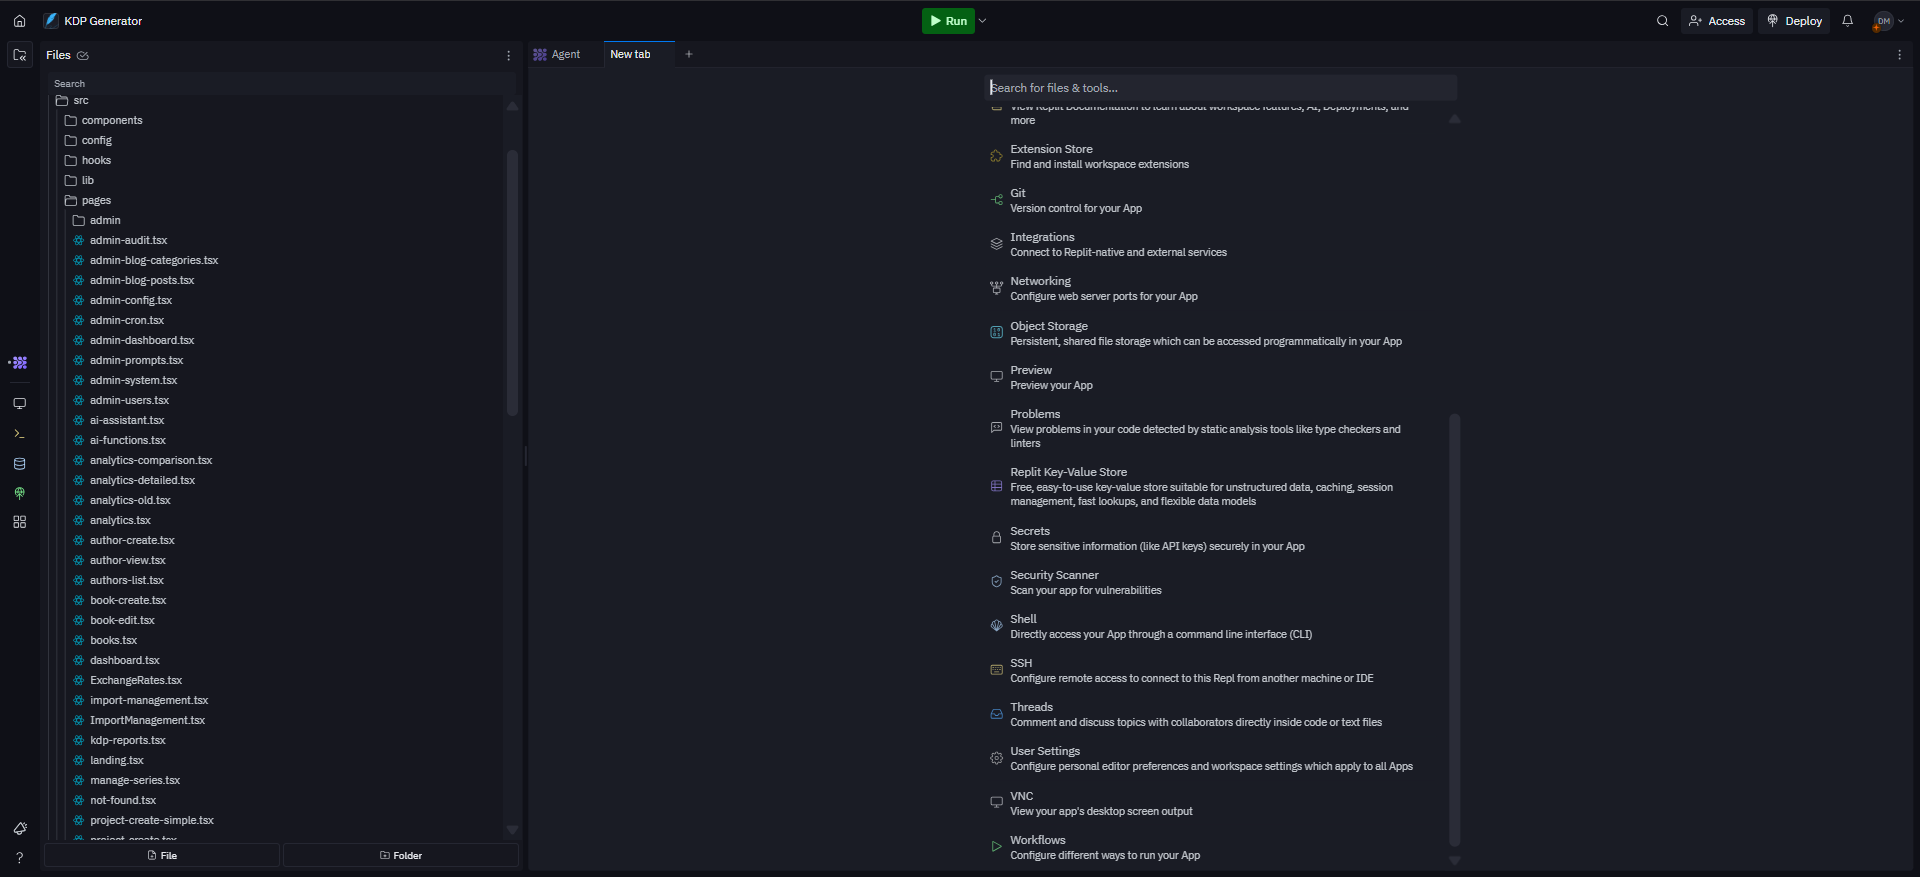 KDP Generator
Run
Access
Deploy
DM
Files
Agent
New tab
Search
src
components
config
hooks
lib
pages
admin
admin-audit.tsx
admin-blog-categories.tsx
admin-blog-posts.tsx
admin-config.tsx
admin-cron.tsx
admin-dashboard.tsx
admin-prompts.tsx
admin-system.tsx
admin-users.tsx
ai-assistant.tsx
ai-functions.tsx
analytics-comparison.tsx
analytics-detailed.tsx
analytics-old.tsx
analytics.tsx
author-create.tsx
author-view.tsx
authors-list.tsx
book-create.tsx
book-edit.tsx
books.tsx
dashboard.tsx
ExchangeRates.tsx
import-management.tsx
ImportManagement.tsx
kdp-reports.tsx
landing.tsx
manage-series.tsx
not-found.tsx
project-create-simple.tsx
project-create.tsx
File
Folder
Search for files & tools...
View Replit Documentation to learn about workspace features, AI, Deployments, and
more
Extension Store
Find and install workspace extensions
Git
Version control for your App
Integrations
Connect to Replit-native and external services
Networking
Configure web server ports for your App
Object Storage
Persistent, shared file storage which can be accessed programmatically in your App
Preview
Preview your App
Problems
View problems in your code detected by static analysis tools like type checkers and
linters
Replit Key-Value Store
Free, easy-to-use key-value store suitable for unstructured data, caching, session
management, fast lookups, and flexible data models
Secrets
Store sensitive information (like API keys) securely in your App
Security Scanner
Scan your app for vulnerabilities
Shell
Directly access your App through a command line interface (CLI)
SSH
Configure remote access to connect to this Repl from another machine or IDE
Threads
Comment and discuss topics with collaborators directly inside code or text files
User Settings
Configure personal editor preferences and workspace settings which apply to all Apps
VNC
View your app's desktop screen output
Workflows
Configure different ways to run your App